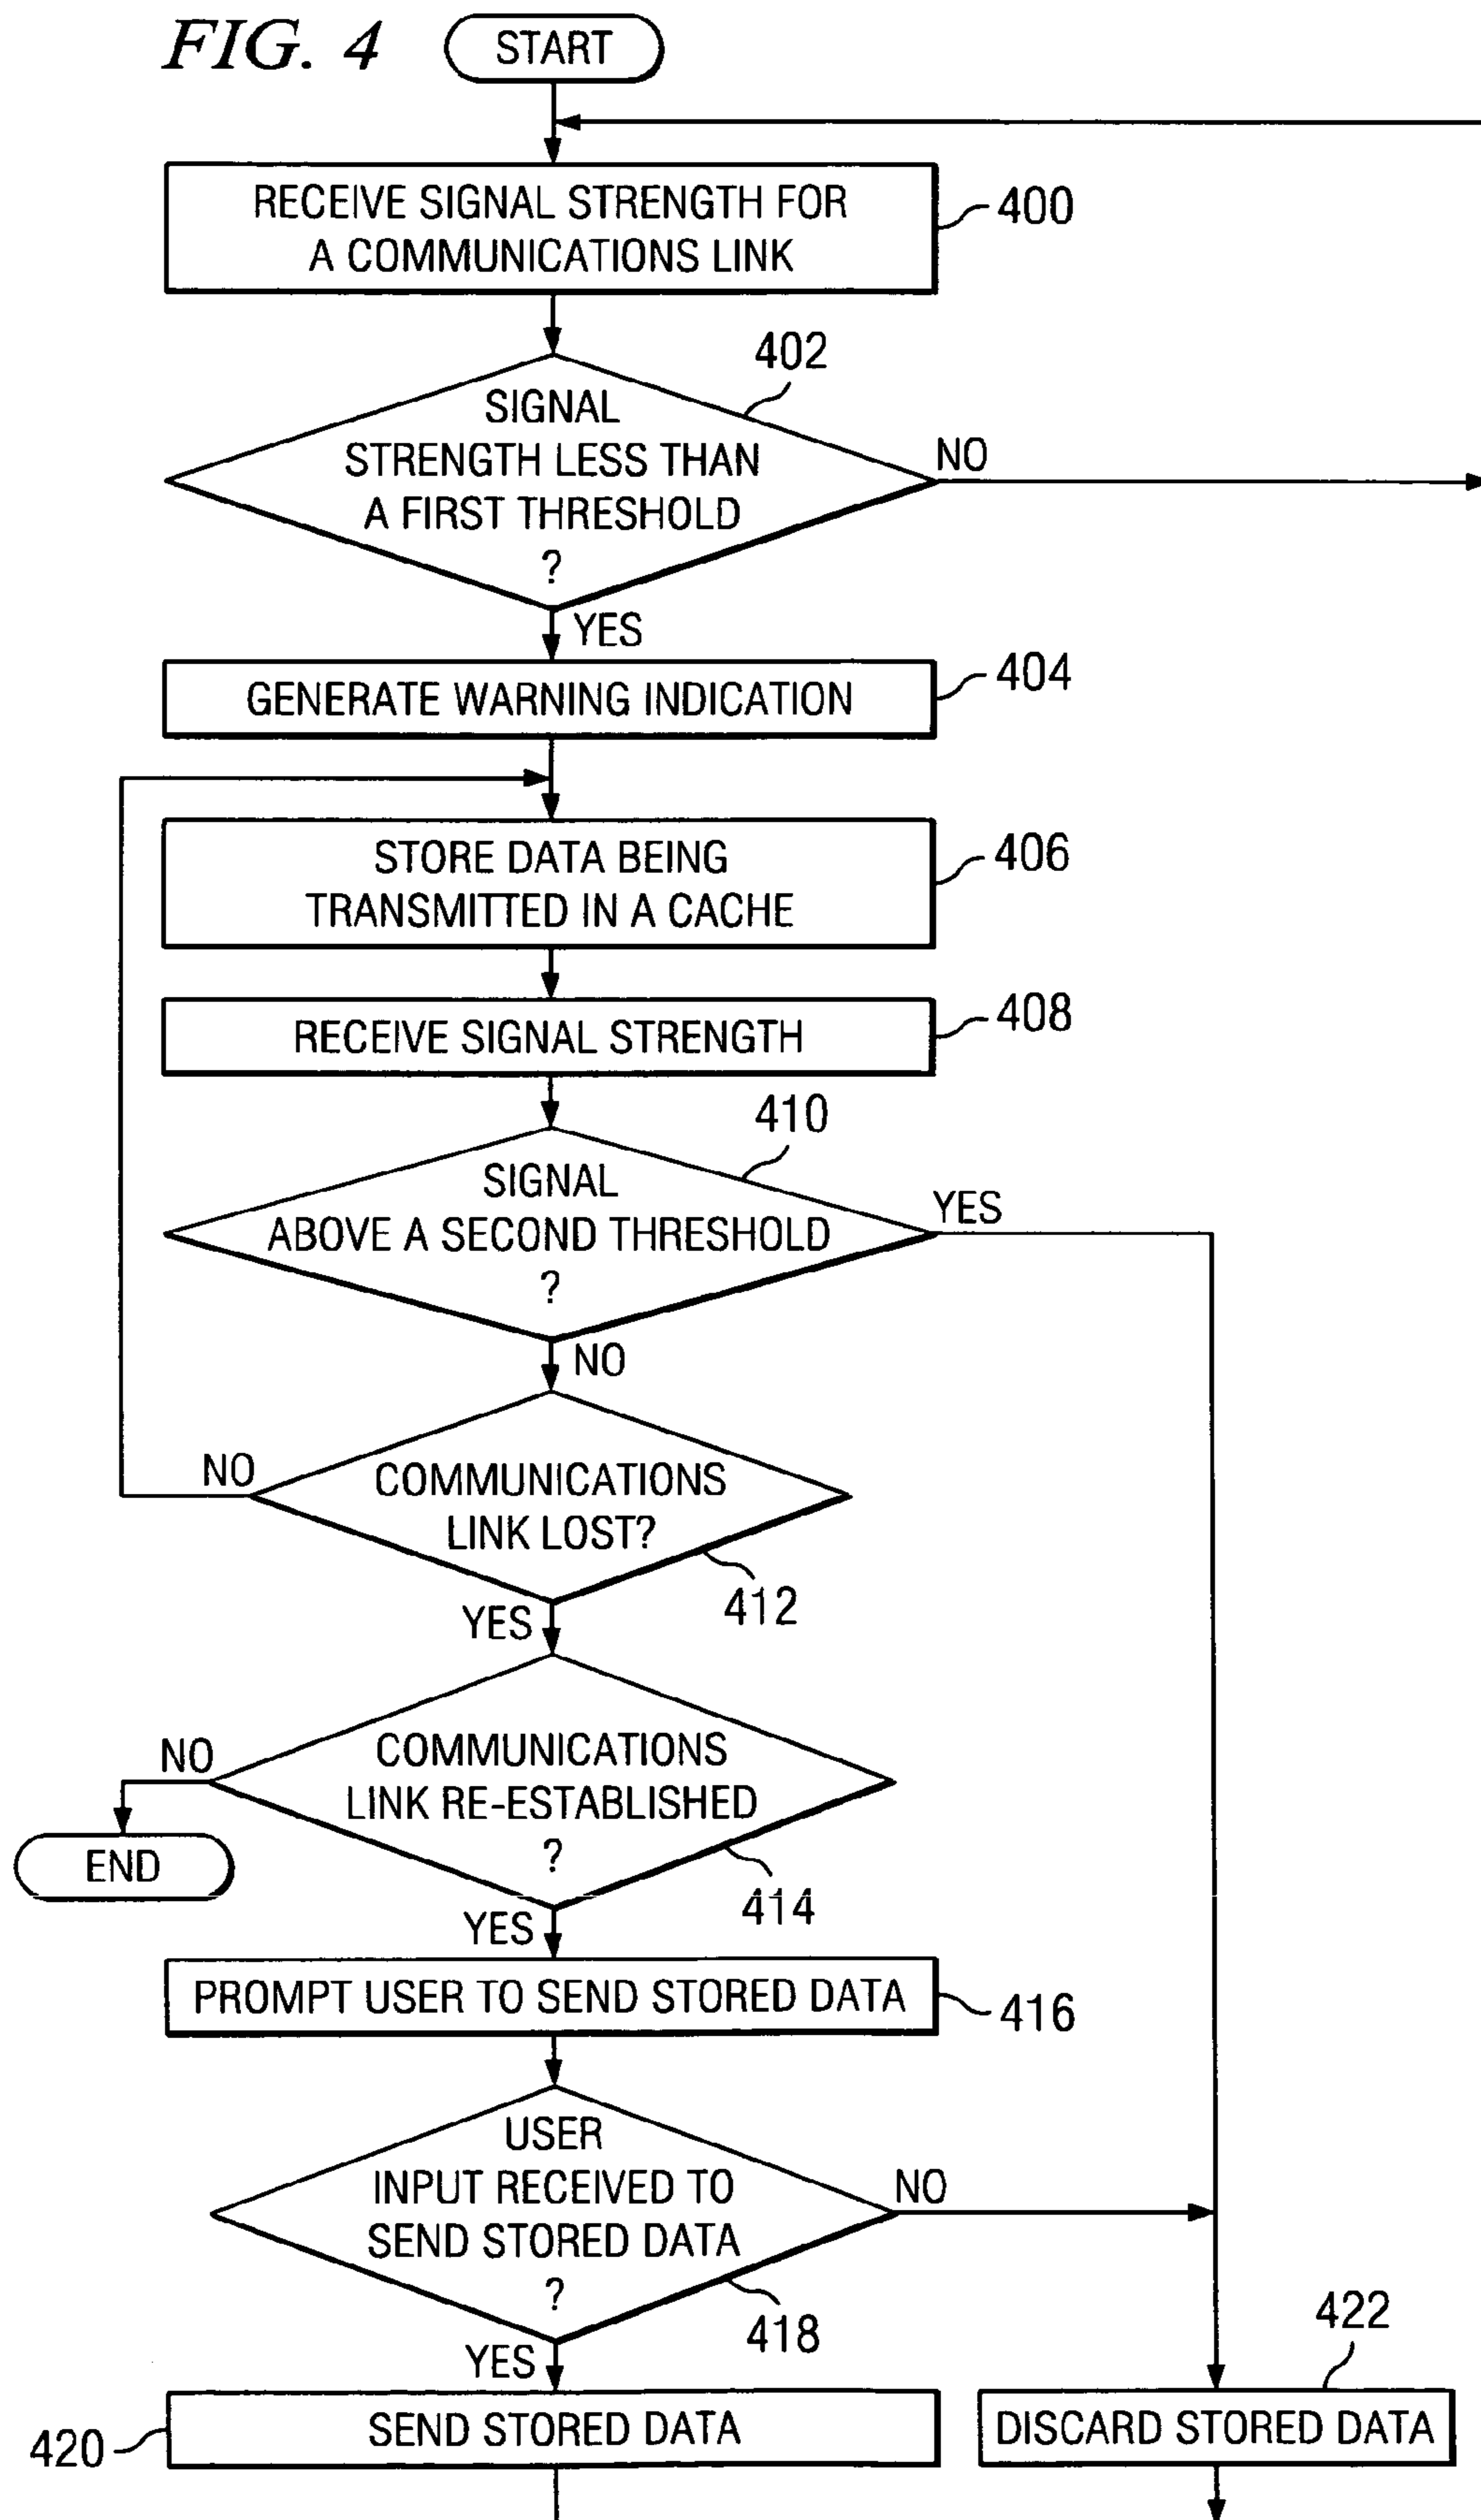 FIG. 4
START
RECEIVE SIGNAL STRENGTH FOR
A COMMUNICATIONS LINK
400
402
SIGNAL
STRENGTH LESS THAN
A FIRST THRESHOLD
?
NO
YES
GENERATE WARNING INDICATION
404
STORE DATA BEING
TRANSMITTED IN A CACHE
406
RECEIVE SIGNAL STRENGTH
408
410
SIGNAL
ABOVE A SECOND THRESHOLD
?
YES
NO
NO
COMMUNICATIONS
LINK LOST?
412
YES
NO
COMMUNICATIONS
LINK RE-ESTABLISHED
?
END
414
YES
PROMPT USER TO SEND STORED DATA
416
USER
INPUT RECEIVED TO
SEND STORED DATA
?
NO
418
YES
422
420
SEND STORED DATA
DISCARD STORED DATA